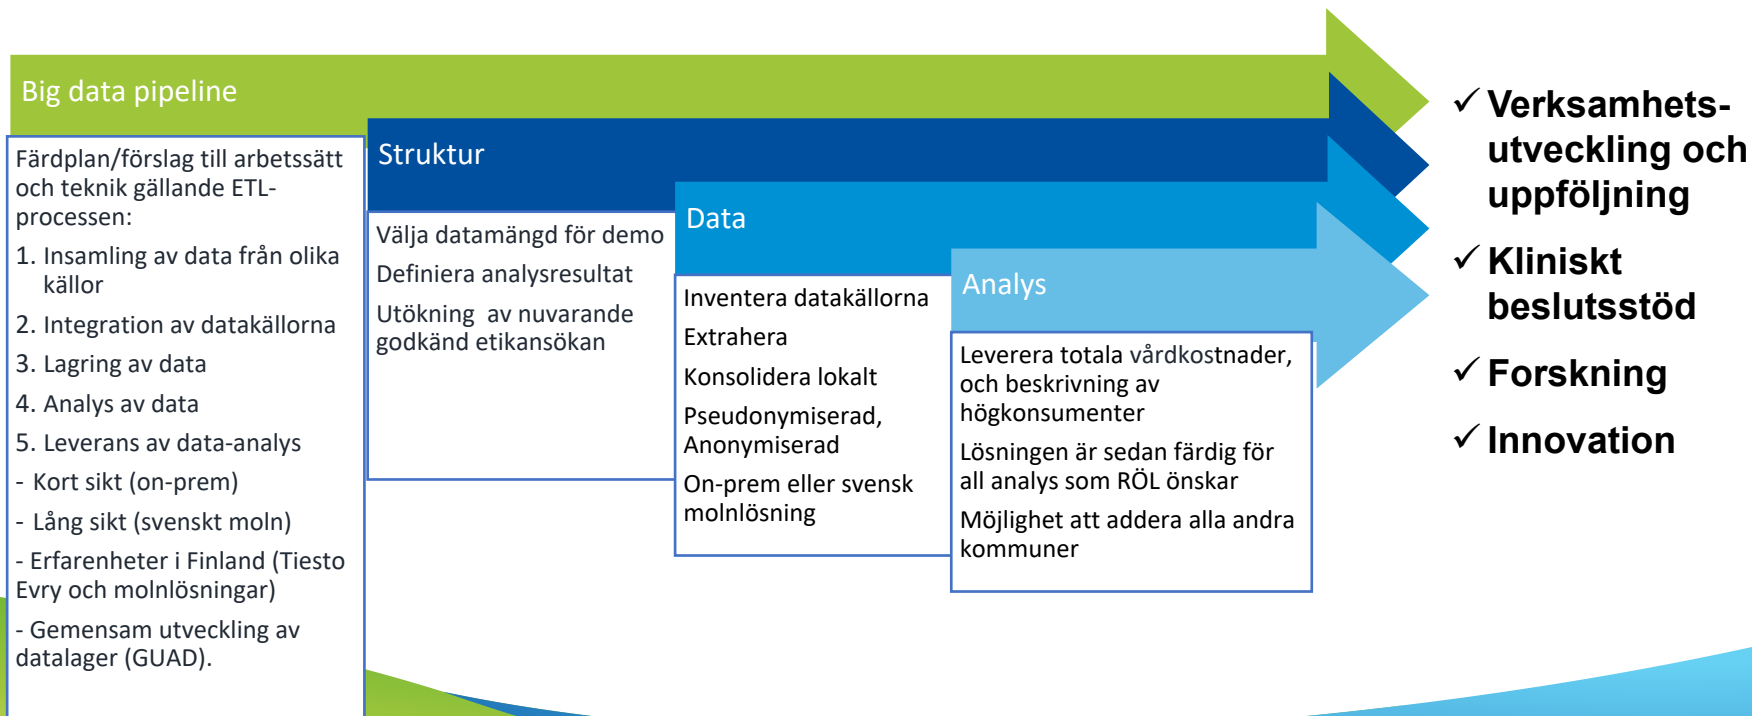 Big data pipeline
Färdplan/förslag till arbetssätt
och teknik gällande ETL-
processen:
1. Insamling av data från olika
källor
2. Integration av datakällorna
3. Lagring av data
4. Analys av data
5. Leverans av data-analys
- Kort sikt (on-prem)
- Lång sikt (svenskt moln)
- Erfarenheter i Finland (Tiesto
Evry och molnlösningar)
- Gemensam utveckling av
datalager (GUAD).
Struktur
Välja datamängd för demo
Definiera analysresultat
Utökning av nuvarande
godkänd etikansökan
Data
Inventera datakällorna
Extrahera
Konsolidera lokalt
Pseudonymiserad,
Anonymiserad
On-prem eller svensk
molnlösning
Analys
Leverera totala vårdkostnader,
och beskrivning av
högkonsumenter
Lösningen är sedan färdig för
all analys som RÖL önskar
Möjlighet att addera alla andra
kommuner
✓ Verksamhets-
utveckling och
uppföljning
✓ Kliniskt
beslutsstöd
✓ Forskning
✓ Innovation